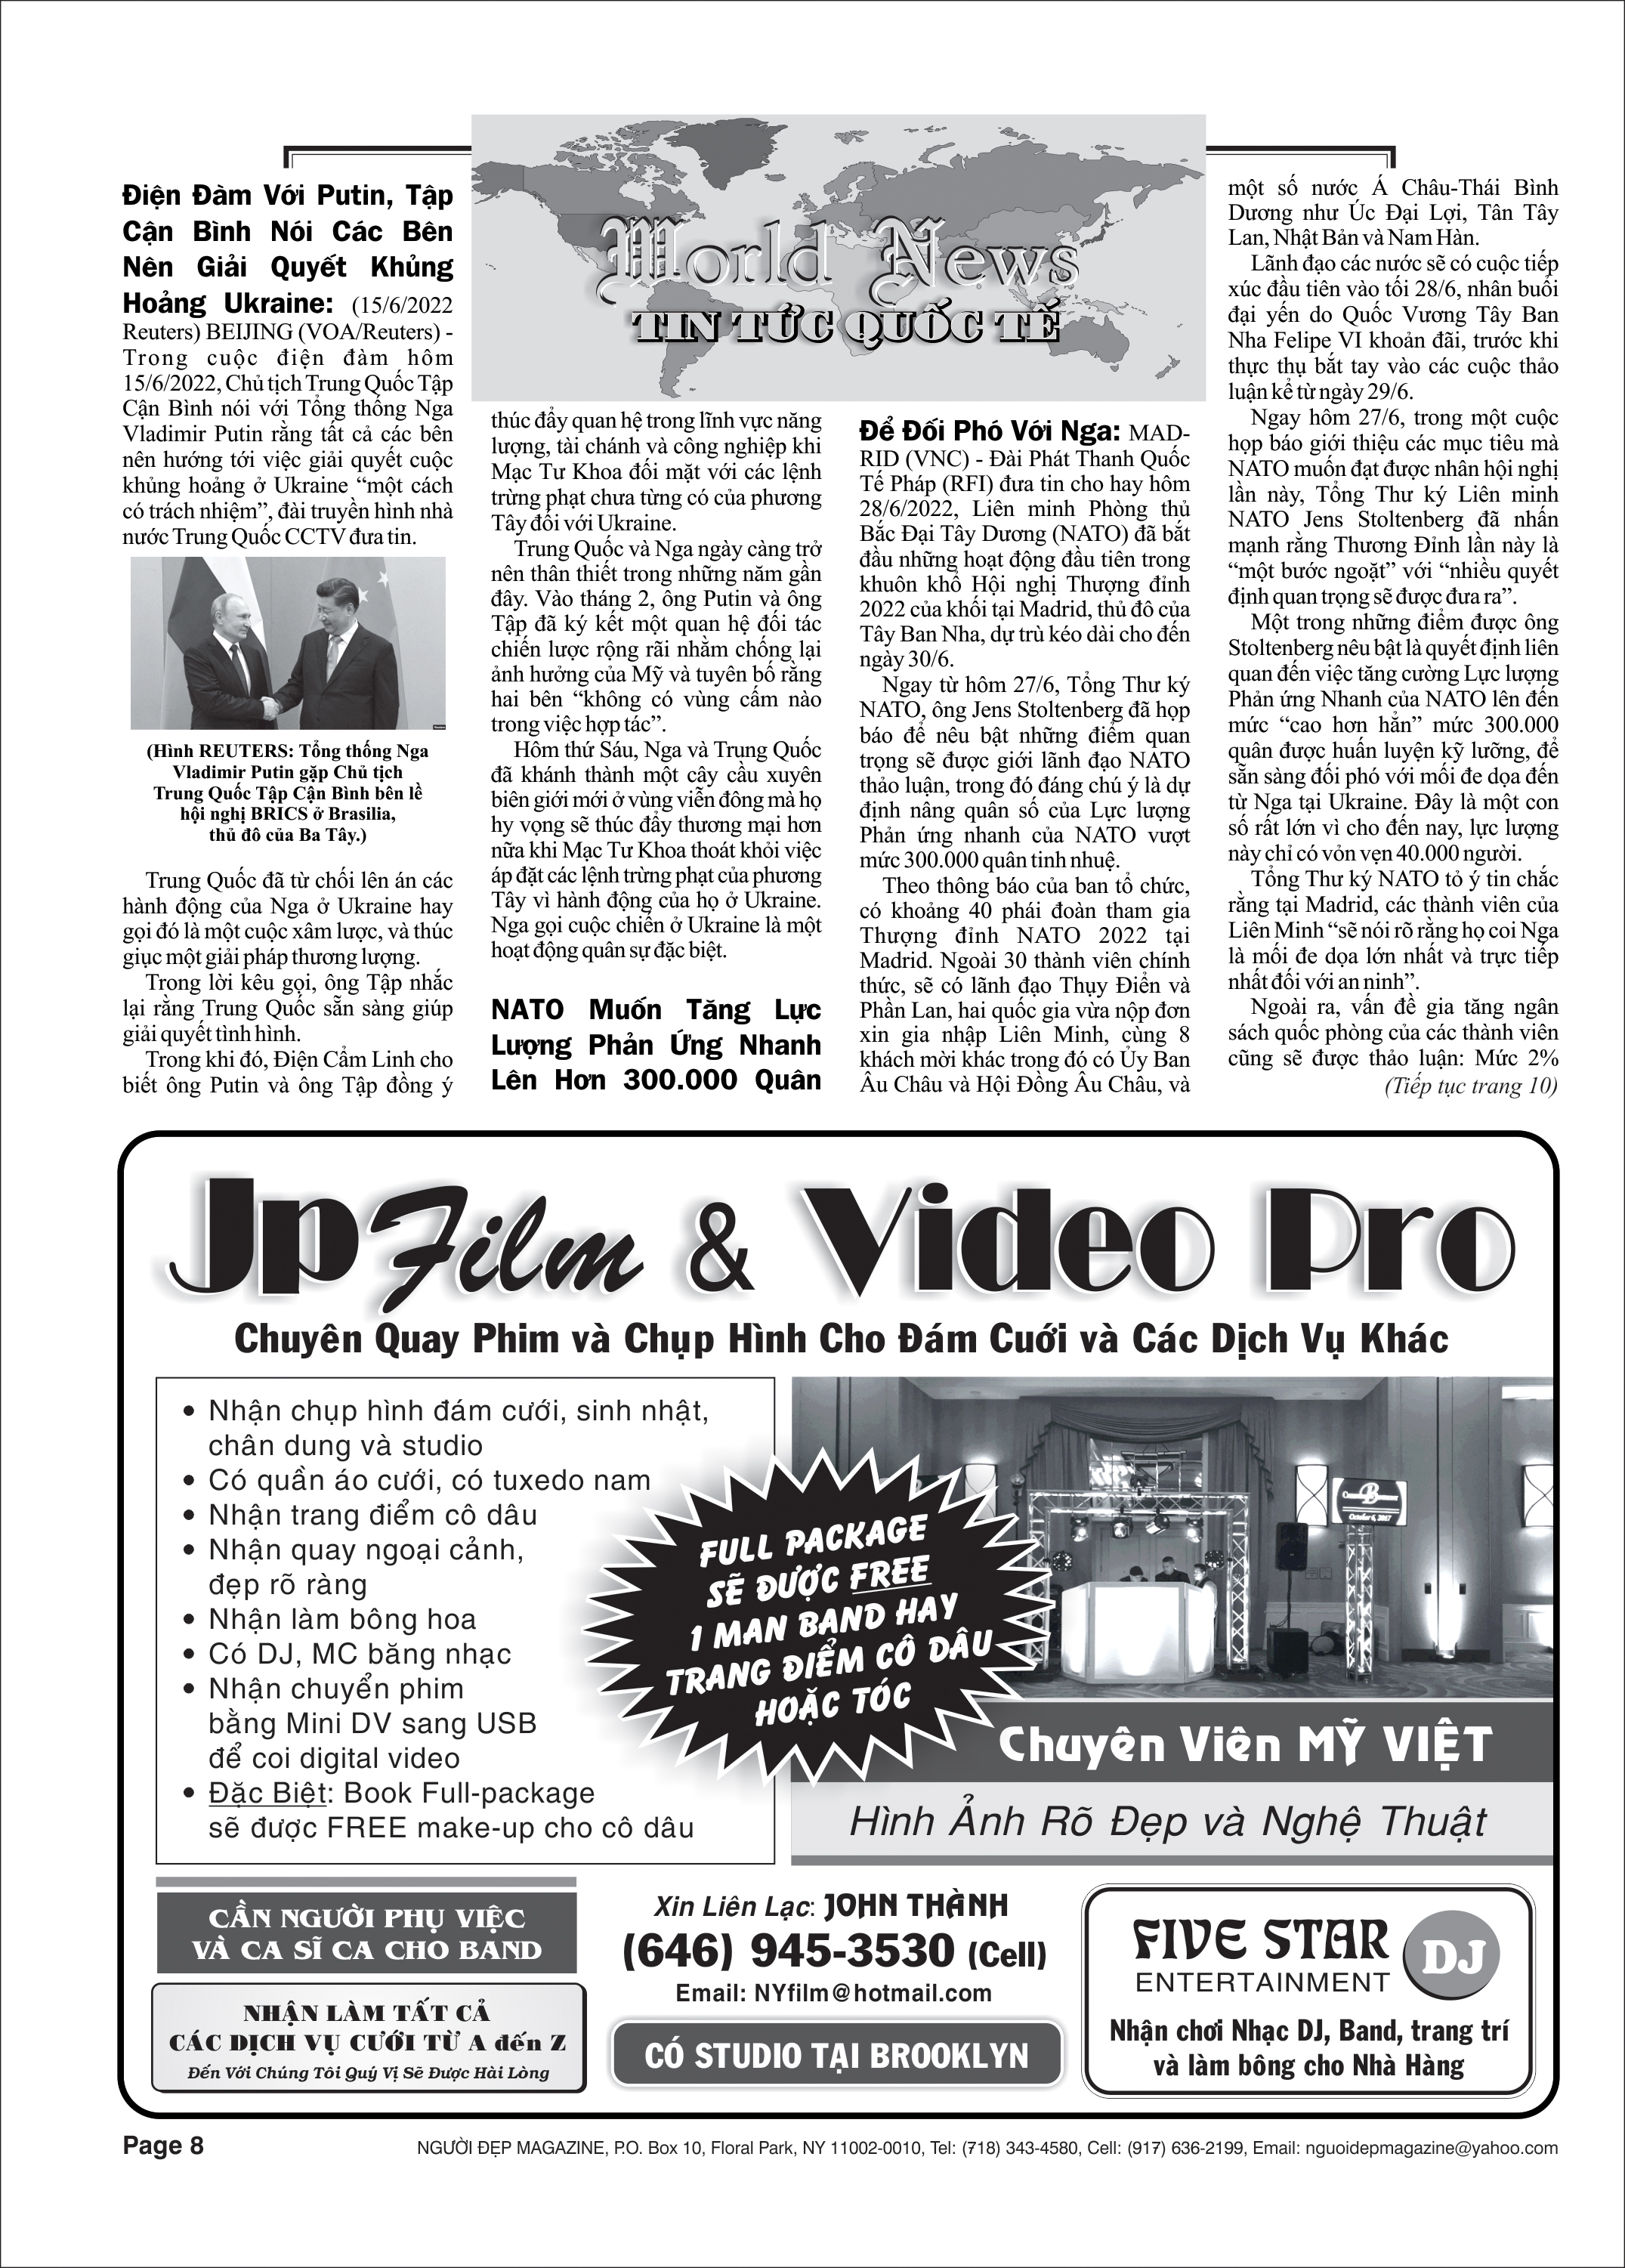 World News
TIN TỨC QUỐC TẾ
Điện Đàm Với Putin, Tập
Cận Bình Nói Các Bên
Nên Giải Quyết Khủng
Hoảng Ukraine: (15/6/2022
Reuters) BEIJING (VOA/Reuters) -
Trong cuộc điện đàm hôm
15/6/2022, Chủ tịch Trung Quốc Tập
Cận Bình nói với Tổng thống Nga
Vladimir Putin rằng tất cả các bên
nên hướng tới việc giải quyết cuộc
khủng hoảng ở Ukraine “một cách
có trách nhiệm”, đài truyền hình nhà
nước Trung Quốc CCTV đưa tin.
(Hình REUTERS: Tổng thống Nga
Vladimir Putin gặp Chủ tịch
Trung Quốc Tập Cận Bình bên lề
hội nghị BRICS ở Brasilia,
thủ đô của Ba Tây.)
Trung Quốc đã từ chối lên án các
hành động của Nga ở Ukraine hay
gọi đó là một cuộc xâm lược, và thúc
giục một giải pháp thương lượng.
Trong lời kêu gọi, ông Tập nhắc
lại rằng Trung Quốc sẵn sàng giúp
giải quyết tình hình.
Trong khi đó, Điện Cẩm Linh cho
biết ông Putin và ông Tập đồng ý
thúc đẩy quan hệ trong lĩnh vực năng
lượng, tài chánh và công nghiệp khi
Mạc Tư Khoa đối mặt với các lệnh
trừng phạt chưa từng có của phương
Tây đối với Ukraine.
Trung Quốc và Nga ngày càng trở
nên thân thiết trong những năm gần
đây. Vào tháng 2, ông Putin và ông
Tập đã ký kết một quan hệ đối tác
chiến lược rộng rãi nhằm chống lại
ảnh hưởng của Mỹ và tuyên bố rằng
hai bên “không có vùng cấm nào
trong việc hợp tác”.
Hôm thứ Sáu, Nga và Trung Quốc
đã khánh thành một cây cầu xuyên
biên giới mới ở vùng viễn đông mà họ
hy vọng sẽ thúc đẩy thương mại hơn
nữa khi Mạc Tư Khoa thoát khỏi việc
áp đặt các lệnh trừng phạt của phương
Tây vì hành động của họ ở Ukraine.
Nga gọi cuộc chiến ở Ukraine là một
hoạt động quân sự đặc biệt.
NATO Muốn Tăng Lực
Lượng Phản Ứng Nhanh
Lên Hơn 300.000 Quân
Để Đối Phó Với Nga: MAD-
RID (VNC) - Đài Phát Thanh Quốc
Tế Pháp (RFI) đưa tin cho hay hôm
28/6/2022, Liên minh Phòng thủ
Bắc Đại Tây Dương (NATO) đã bắt
đầu những hoạt động đầu tiên trong
khuôn khổ Hội nghị Thượng đỉnh
2022 của khối tại Madrid, thủ đô của
Tây Ban Nha, dự trù kéo dài cho đến
ngày 30/6.
Ngay từ hôm 27/6, Tổng Thư ký
NATO, ông Jens Stoltenberg đã họp
báo để nêu bật những điểm quan
trọng sẽ được giới lãnh đạo NATO
thảo luận, trong đó đáng chú ý là dự
định nâng quân số của Lực lượng
Phản ứng nhanh của NATO vượt
mức 300.000 quân tinh nhuệ.
Theo thông báo của ban tổ chức,
có khoảng 40 phái đoàn tham gia
Thượng đỉnh NATO 2022 tại
Madrid. Ngoài 30 thành viên chính
thức, sẽ có lãnh đạo Thụy Điển và
Phần Lan, hai quốc gia vừa nộp đơn
xin gia nhập Liên Minh, cùng 8
khách mời khác trong đó có Ủy Ban
Âu Châu và Hội Đồng Âu Châu, và
một số nước Á Châu-Thái Bình
Dương như Úc Đại Lợi, Tân Tây
Lan, Nhật Bản và Nam Hàn.
Lãnh đạo các nước sẽ có cuộc tiếp
xúc đầu tiên vào tối 28/6, nhân buổi
đại yến do Quốc Vương Tây Ban
Nha Felipe VI khoản đãi, trước khi
thực thụ bắt tay vào các cuộc thảo
luận kể từ ngày 29/6.
Ngay hôm 27/6, trong một cuộc
họp báo giới thiệu các mục tiêu mà
NATO muốn đạt được nhân hội nghị
lần này, Tổng Thư ký Liên minh
NATO Jens Stoltenberg đã nhấn
mạnh rằng Thương Đỉnh lần này là
“một bước ngoặt” với “nhiều quyết
định quan trọng sẽ được đưa ra”.
Một trong những điểm được ông
Stoltenberg nêu bật là quyết định liên
quan đến việc tăng cường Lực lượng
Phản ứng Nhanh của NATO lên đến
mức “cao hơn hẳn” mức 300.000
quân được huấn luyện kỹ lưỡng, để
sẵn sàng đối phó với mối đe dọa đến
từ Nga tại Ukraine. Đây là một con
số rất lớn vì cho đến nay, lực lượng
này chỉ có vỏn vẹn 40.000 người.
Tổng Thư ký NATO tỏ ý tin chắc
rằng tại Madrid, các thành viên của
Liên Minh “sẽ nói rõ rằng họ coi Nga
là mối đe dọa lớn nhất và trực tiếp
nhất đối với an ninh”.
Ngoài ra, vấn đề gia tăng ngân
sách quốc phòng của các thành viên
cũng sẽ được thảo luận: Mức 2%
(Tiếp tục trang 10)
Jp Film & Video Pro
Chuyên Quay Phim và Chụp Hình Cho Đám Cưới và Các Dịch Vụ Khác
• Nhận chụp hình đám cưới, sinh nhật,
chân dung và studio
• Có quần áo cưới, có tuxedo nam
• Nhận trang điểm cô dâu
• Nhận quay ngoại cảnh,
đẹp rõ ràng
• Nhận làm bông hoa
• Có DJ, MC băng nhạc
• Nhận chuyển phim
bằng Mini DV sang USB
để coi digital video
• Đặc Biệt: Book Full-package
sẽ được FREE make-up cho cô dâu
FULL PACKAGE
SẼ ĐƯỢC FREE
1 MAN BAND HAY
TRANG ĐIỂM CÔ DÂU
HOẶC TÓC
B
October 6, 2017
Chuyên Viên MỸ VIỆT
Hình Ảnh Rõ Đẹp và Nghệ Thuật
CẦN NGƯỜI PHỤ VIỆC
VÀ CA SĨ CA CHO BAND
NHẬN LÀM TẤT CẢ
CÁC DỊCH VỤ CƯỚI TỪ A đến Z
Đến Với Chúng Tôi Quý Vị Sẽ Được Hài Lòng
Xin Liên Lạc: JOHN THÀNH
(646) 945-3530 (Cell)
Email: NYfilm@hotmail.com
CÓ STUDIO TẠI BROOKLYN
FIVE STAR
ENTERTAINMENT
DJ
Nhận chơi Nhạc DJ, Band, trang trí
và làm bông cho Nhà Hàng
Page 8
NGƯỜI ĐẸP MAGAZINE, P.O. Box 10, Floral Park, NY 11002-0010, Tel: (718) 343-4580, Cell: (917) 636-2199, Email: nguoidepmagazine@yahoo.com